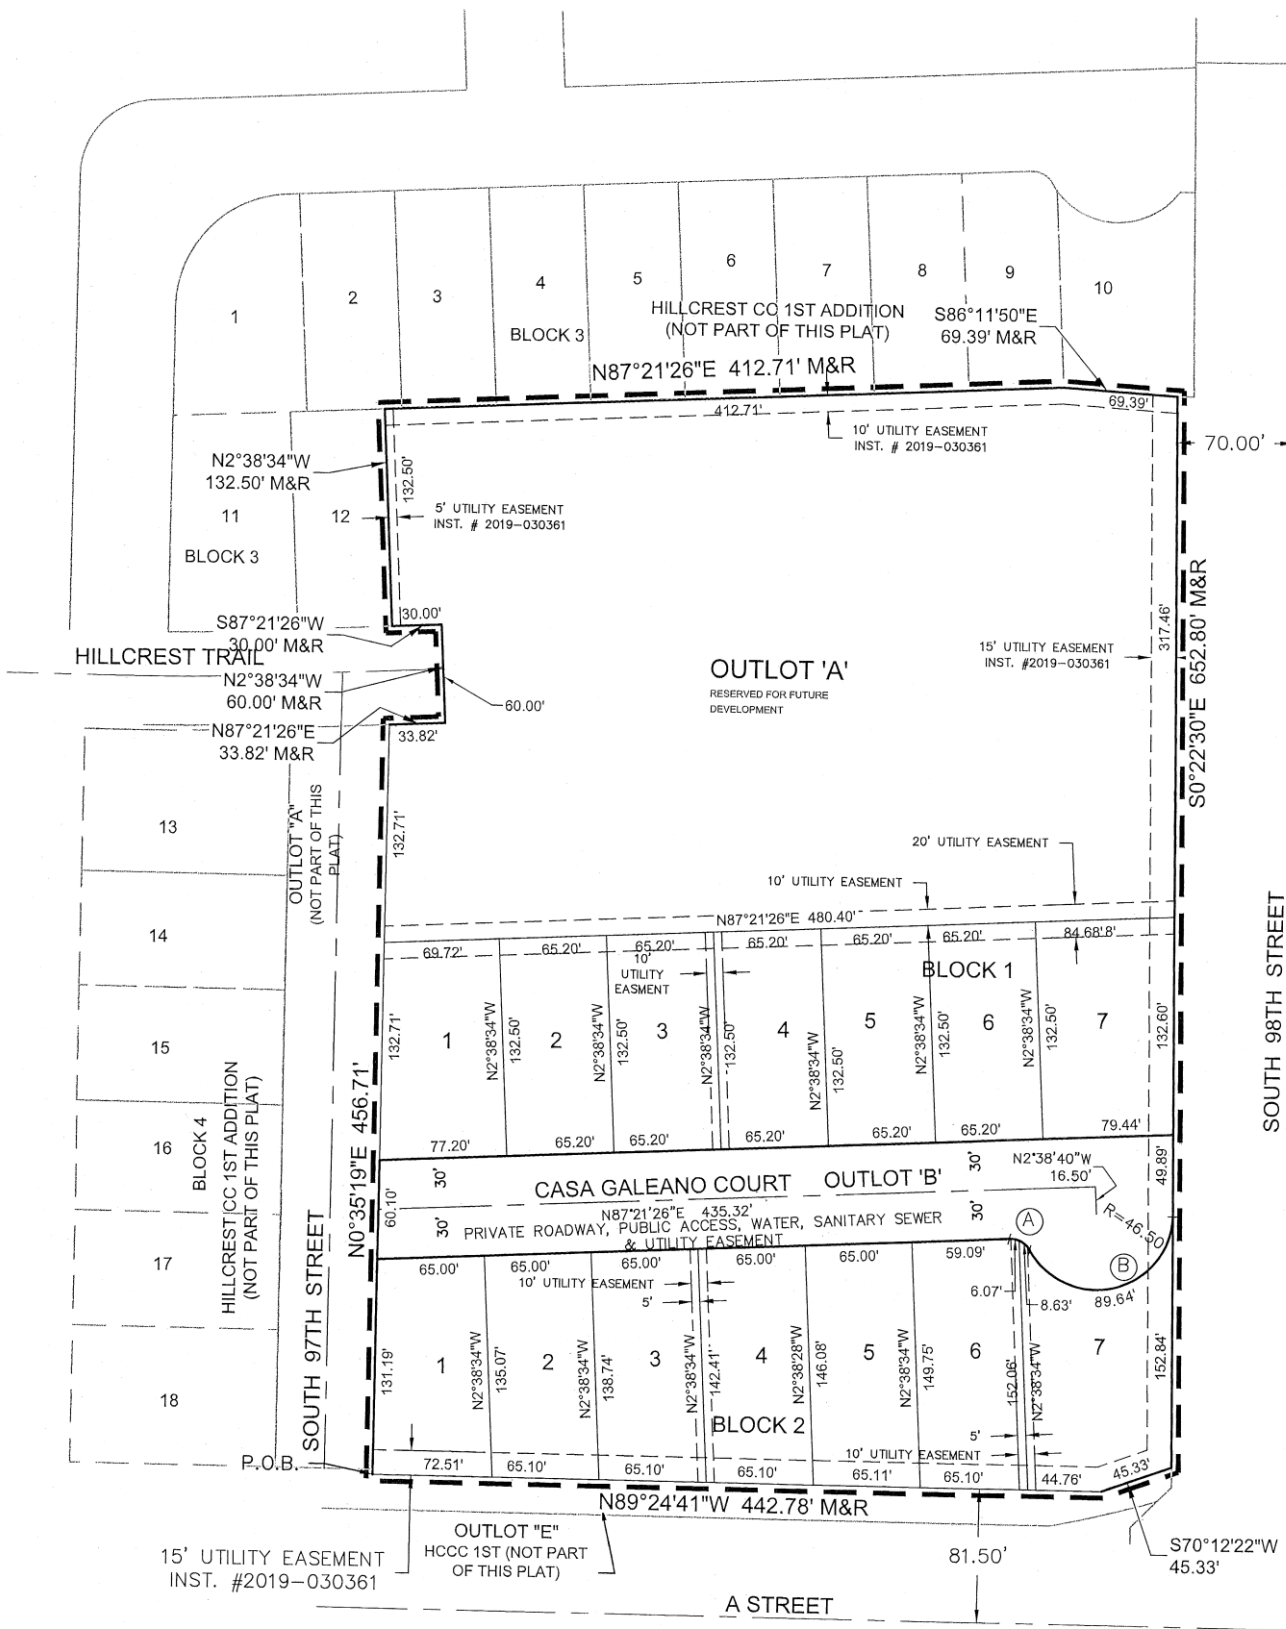 1
2
3
4
5
6
7
8
9
10
BLOCK 3
HILLCREST CC 1ST ADDITION
(NOT PART OF THIS PLAT)
S86°11'50"E
69.39' M&R
N87°21'26"E 412.71' M&R
412.71'
69.39'
10' UTILITY EASEMENT
INST. # 2019-030361
70.00'
N2°38'34"W
132.50' M&R
132.50'
11
12
BLOCK 3
5' UTILITY EASEMENT
INST. # 2019-030361
S87°21'26"W
30.00' M&R
30.00'
HILLCREST TRAIL
N2°38'34"W
60.00' M&R
60.00'
N87°21'26"E
33.82' M&R
33.82'
OUTLOT 'A'
RESERVED FOR FUTURE
DEVELOPMENT
15' UTILITY EASEMENT
INST. #2019-030361
317.46'
S0°22'30"E 652.80' M&R
SOUTH 98TH STREET
13
14
15
16
17
18
OUTLOT "A"
(NOT PART OF THIS
PLAT)
BLOCK 4
HILLCREST CC 1ST ADDITION
(NOT PART OF THIS PLAT)
SOUTH 97TH STREET
N0°35'19"E 456.71'
132.71'
20' UTILITY EASEMENT
10' UTILITY EASEMENT
N87°21'26"E 480.40'
69.72'
65.20'
65.20'
65.20'
65.20'
65.20'
84.68'8'
10'
UTILITY
EASMENT
BLOCK 1
132.71'
1
N2°38'34"W
132.50'
2
N2°38'34"W
132.50'
3
N2°38'34"W
132.50'
4
N2°38'34"W
132.50'
5
N2°38'34"W
132.50'
6
N2°38'34"W
132.50'
7
132.60'
77.20'
65.20'
65.20'
65.20'
65.20'
65.20'
79.44'
60.10'
30'
30'
CASA GALEANO COURT OUTLOT 'B'
N87°21'26"E 435.32'
PRIVATE ROADWAY, PUBLIC ACCESS, WATER, SANITARY SEWER
& UTILITY EASEMENT
30'
30'
N2°38'40"W
16.50'
49.89'
R=46.50
A
B
65.00'
65.00'
65.00'
65.00'
65.00'
59.09'
10' UTILITY EASEMENT
5'
6.07'
8.63'
89.64'
131.19'
1
N2°38'34"W
135.07'
2
N2°38'34"W
138.74'
3
N2°38'34"W
142.41'
4
N2°38'28"W
146.08'
5
N2°38'34"W
149.75'
6
152.06'
N2°38'34"W
7
152.84'
BLOCK 2
5'
10' UTILITY EASEMENT
P.O.B.
72.51'
65.10'
65.10'
65.10'
65.11'
65.10'
44.76'
45.33'
N89°24'41"W 442.78' M&R
15' UTILITY EASEMENT
INST. #2019-030361
OUTLOT "E"
HCCC 1ST (NOT PART
OF THIS PLAT)
81.50'
S70°12'22"W
45.33'
A STREET